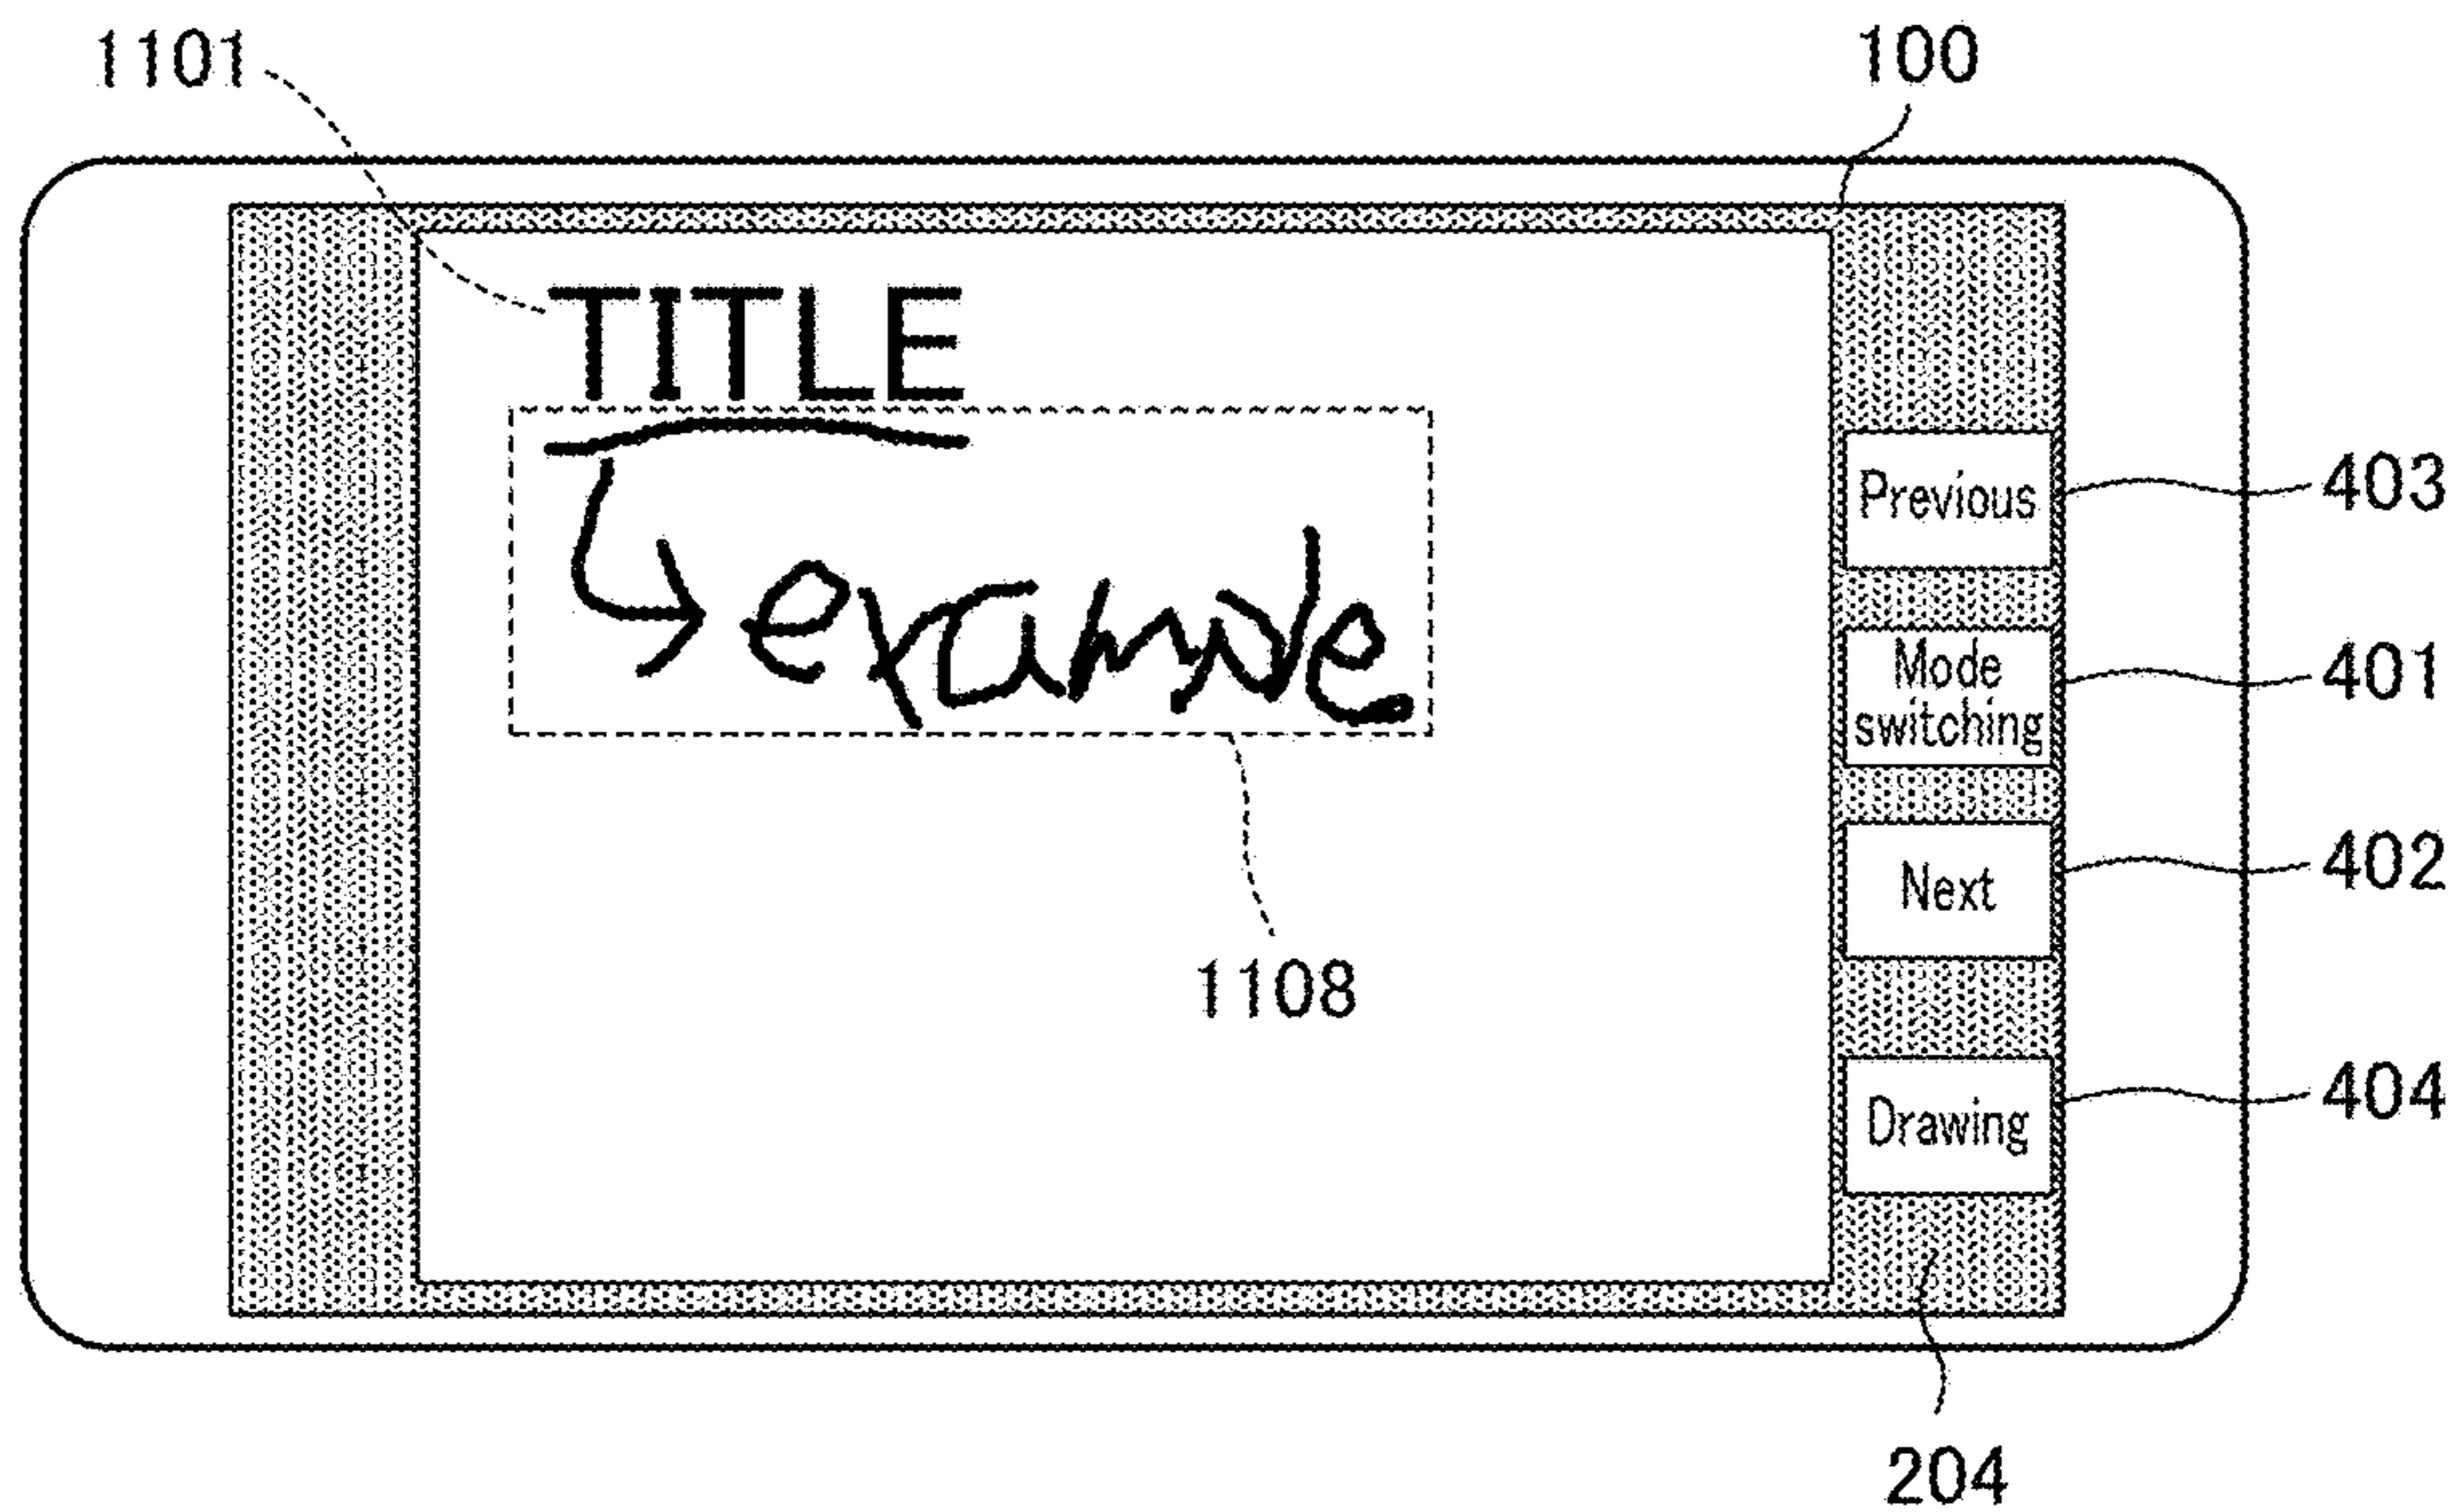 1101
100
TITLE
example
Previous
403
Mode
switching
401
Next
402
1108
Drawing
404
204